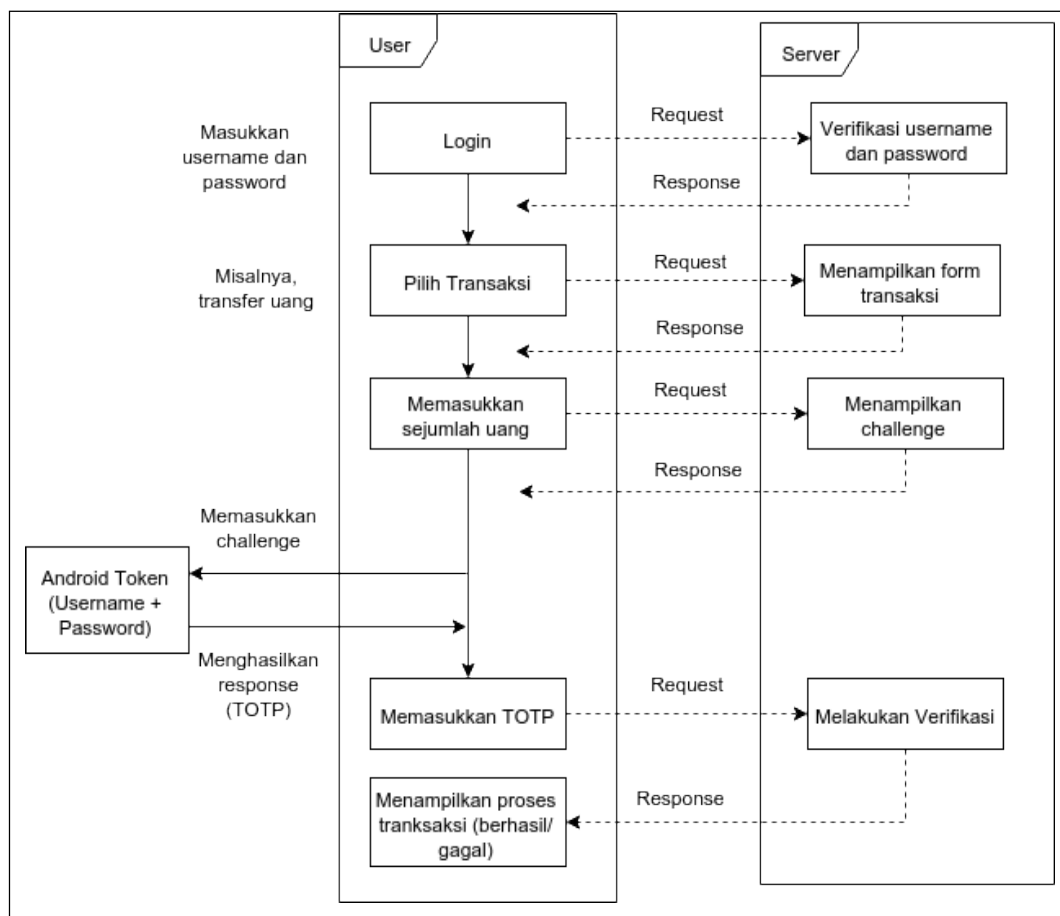 User
Server
Masukkan
username dan
password
Login
Request
Verifikasi username
dan password
Response
Misalnya,
transfer uang
Pilih Transaksi
Request
Menampilkan form
transaksi
Response
Memasukkan
sejumlah uang
Request
Menampilkan
challenge
Response
Memasukkan
challenge
Android Token
(Username +
Password)
Menghasilkan
response
(TOTP)
Memasukkan TOTP
Request
Melakukan Verifikasi
Menampilkan proses
tranksaksi (berhasil/
gagal)
Response